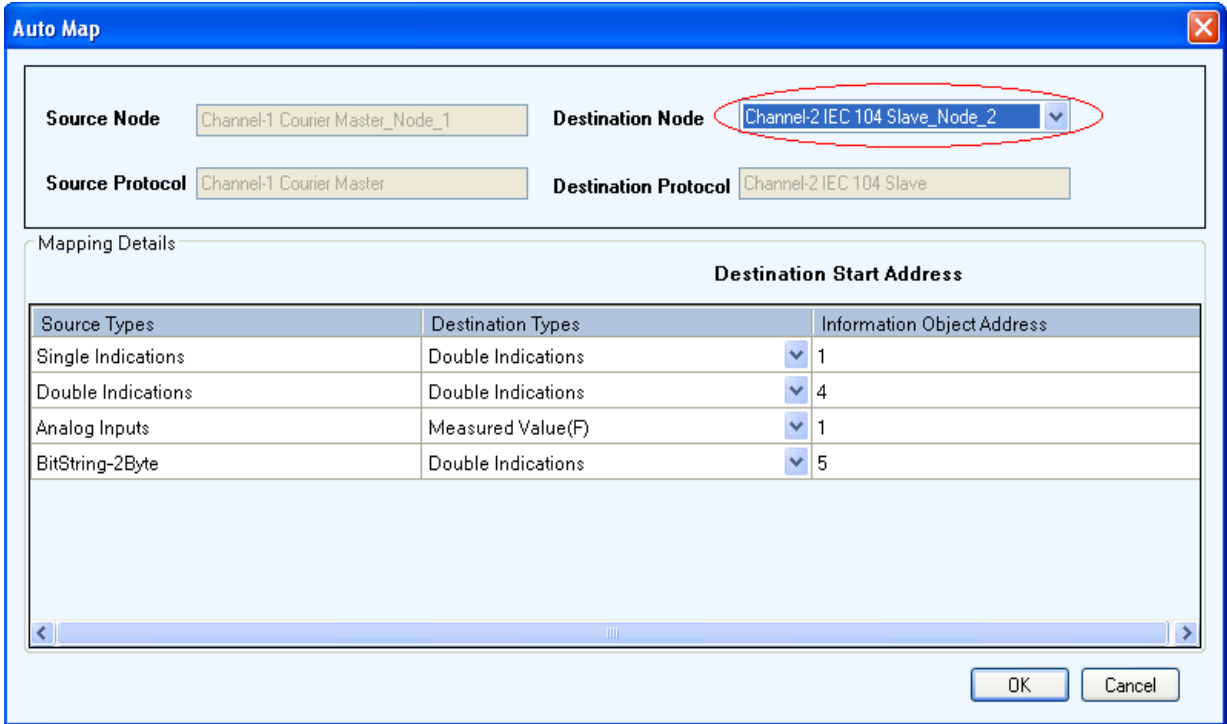 Auto Map
Source Node Channel-1 Courier Master_Node_1 Destination Node Channel-2 IEC 104 Slave_Node_2
Source Protocol Channel-1 Courier Master Destination Protocol Channel-2 IEC 104 Slave
Mapping Details
Destination Start Address
Source Types Destination Types Information Object Address
Single Indications Double Indications 1
Double Indications Double Indications 4
Analog Inputs Measured Value(F) 1
BitString-2Byte Double Indications 5
OK Cancel